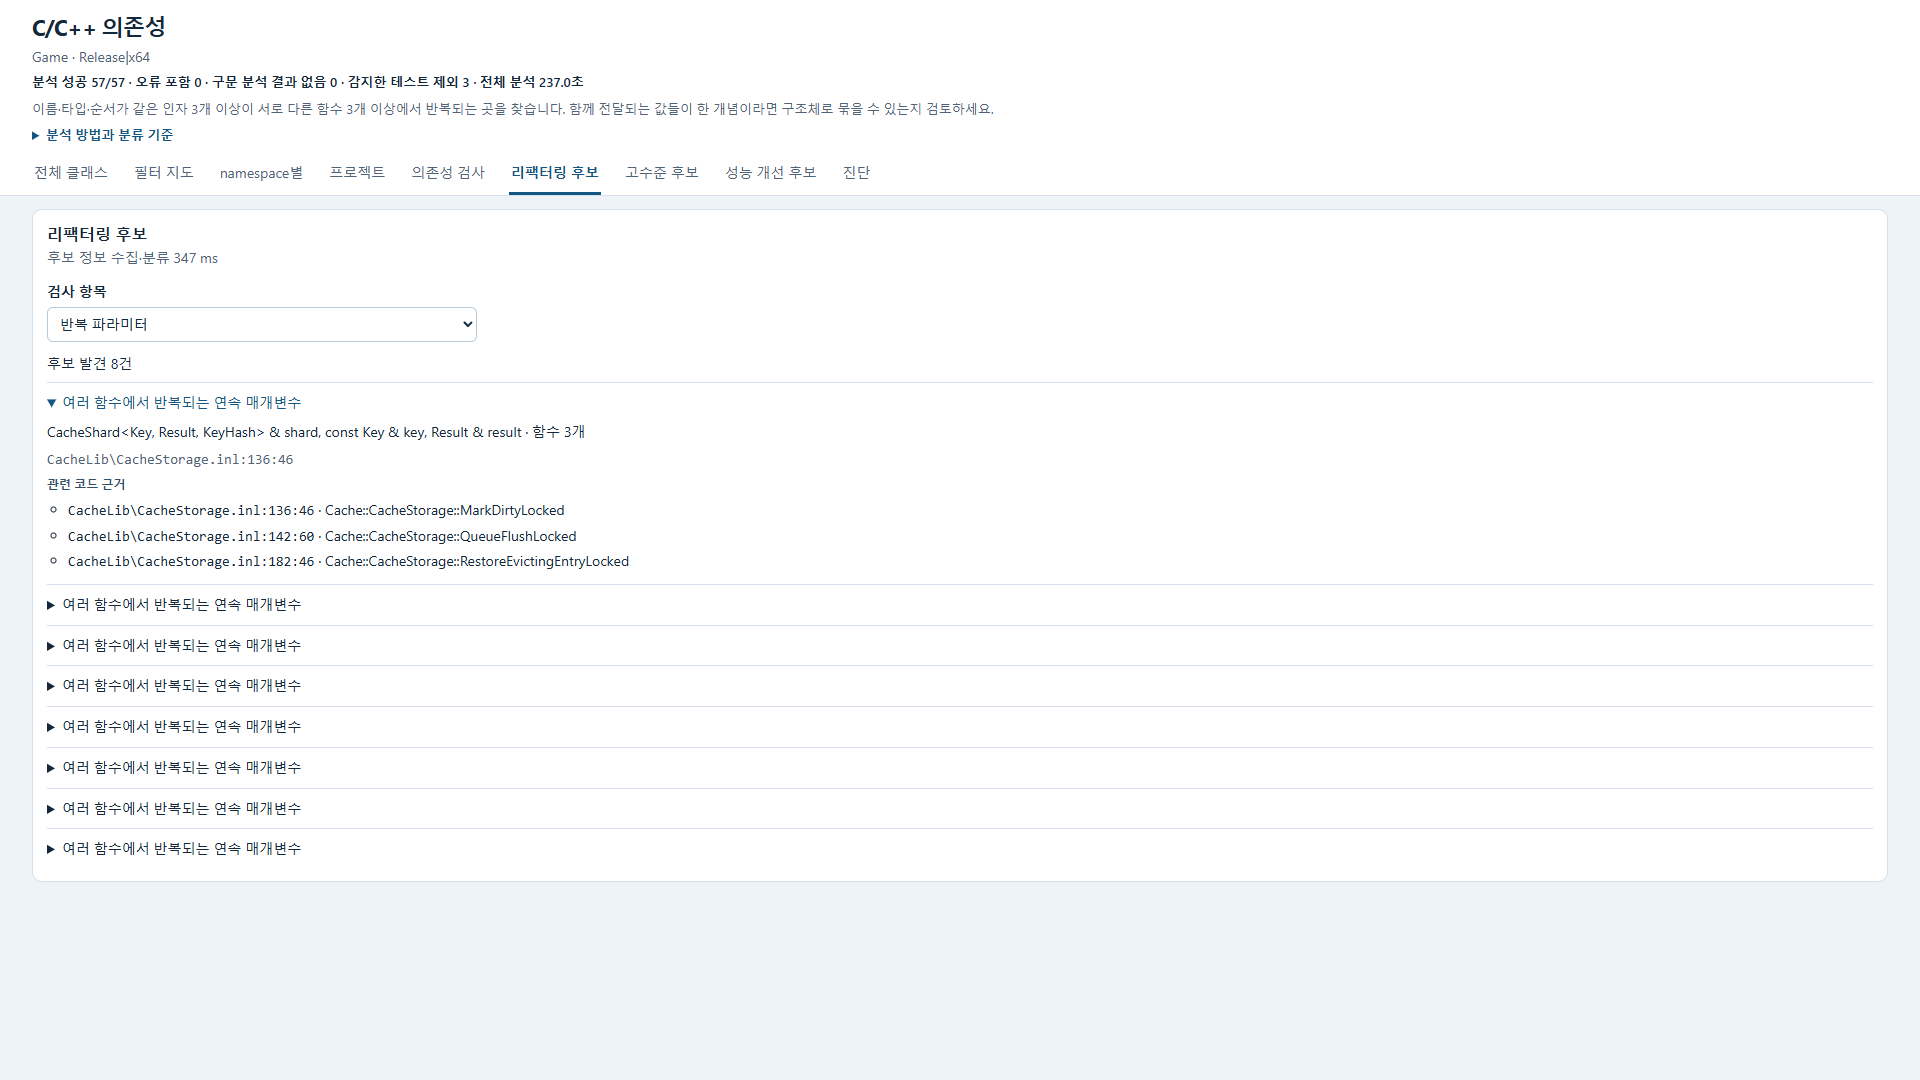 C/C++ 의존성
Game · Release|x64
분석 성공 57/57 · 오류 포함 0 · 구문 분석 결과 없음 0 · 감지한 테스트 제외 3 · 전체 분석 237.0초
이름·타입·순서가 같은 인자 3개 이상이 서로 다른 함수 3개 이상에서 반복되는 곳을 찾습니다. 함께 전달되는 값들이 한 개념이라면 구조체로 묶을 수 있는지 검토하세요.
▶ 분석 방법과 분류 기준
전체 클래스 필터 지도 namespace별 프로젝트 의존성 검사 리팩터링 후보 고수준 후보 성능 개선 후보 진단
리팩터링 후보
후보 정보 수집·분류 347 ms
검사 항목
반복 파라미터
후보 발견 8건
▼ 여러 함수에서 반복되는 연속 매개변수
CacheShard<Key, Result, KeyHash> & shard, const Key & key, Result & result · 함수 3개
CacheLib\CacheStorage.inl:136:46
관련 코드 근거
CacheLib\CacheStorage.inl:136:46 · Cache::CacheStorage::MarkDirtyLocked
CacheLib\CacheStorage.inl:142:60 · Cache::CacheStorage::QueueFlushLocked
CacheLib\CacheStorage.inl:182:46 · Cache::CacheStorage::RestoreEvictingEntryLocked
▶ 여러 함수에서 반복되는 연속 매개변수
▶ 여러 함수에서 반복되는 연속 매개변수
▶ 여러 함수에서 반복되는 연속 매개변수
▶ 여러 함수에서 반복되는 연속 매개변수
▶ 여러 함수에서 반복되는 연속 매개변수
▶ 여러 함수에서 반복되는 연속 매개변수
▶ 여러 함수에서 반복되는 연속 매개변수